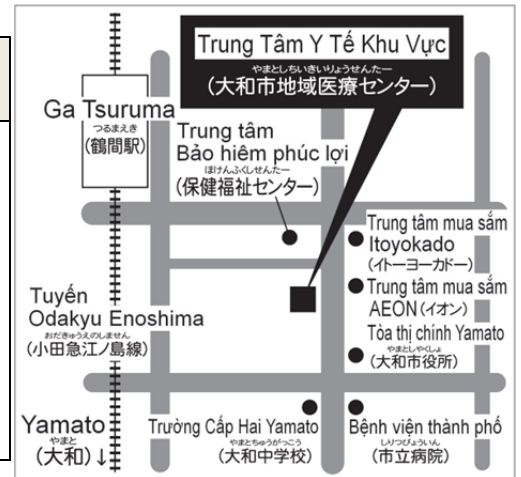 Trung Tâm Y Tế Khu Vực
やまとしちいきいりょうせんたー
(大和市地域医療センター)
Ga Tsuruma
つるまえき
(鶴間駅)
Trung tâm
Bảo hiêm phúc lợi
ほけんふくしせんたー
(保健福祉センター)
Trung tâm mua sắm
Itoyokado
(イトーヨーカドー)
Trung tâm mua sắm
AEON (イオン)
Tòa thị chính Yamato
やまとしやくしょ
(大和市役所)
Tuyến
Odakyu Enoshima
おだきゅうえのしません
(小田急江ノ島線)
Yamato
やまと
(大和)↓
Trường Cấp Hai Yamato
やまとちゅうがっこう
(大和中学校)
Bệnh viện thành phố
しりつびょういん
(市立病院)